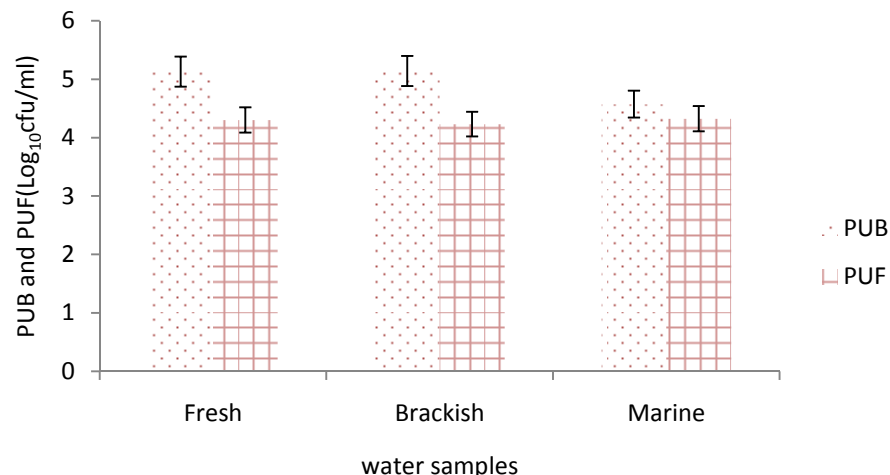 6
5
4
3
2
1
0
PUB and PUF(Log₁₀cfu/ml)
Fresh
Brackish
Marine
water samples
PUB
PUF